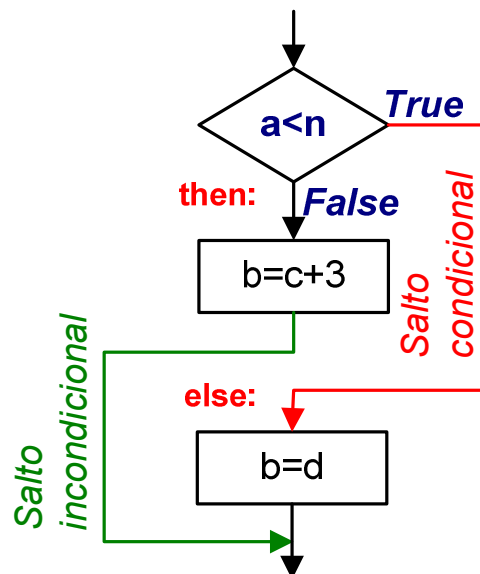 True
a<n
then:
False
b=c+3
Salto
condicional
else:
Salto
incondicional
b=d